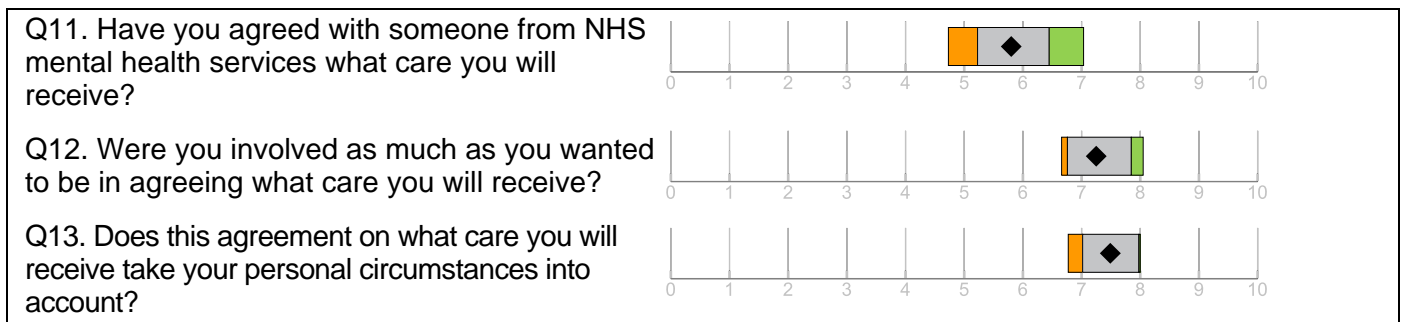 Q11. Have you agreed with someone from NHS
mental health services what care you will
receive?
0 1 2 3 4 5 6 7 8 9 10
Q12. Were you involved as much as you wanted
to be in agreeing what care you will receive?
0 1 2 3 4 5 6 7 8 9 10
Q13. Does this agreement on what care you will
receive take your personal circumstances into
account?
0 1 2 3 4 5 6 7 8 9 10